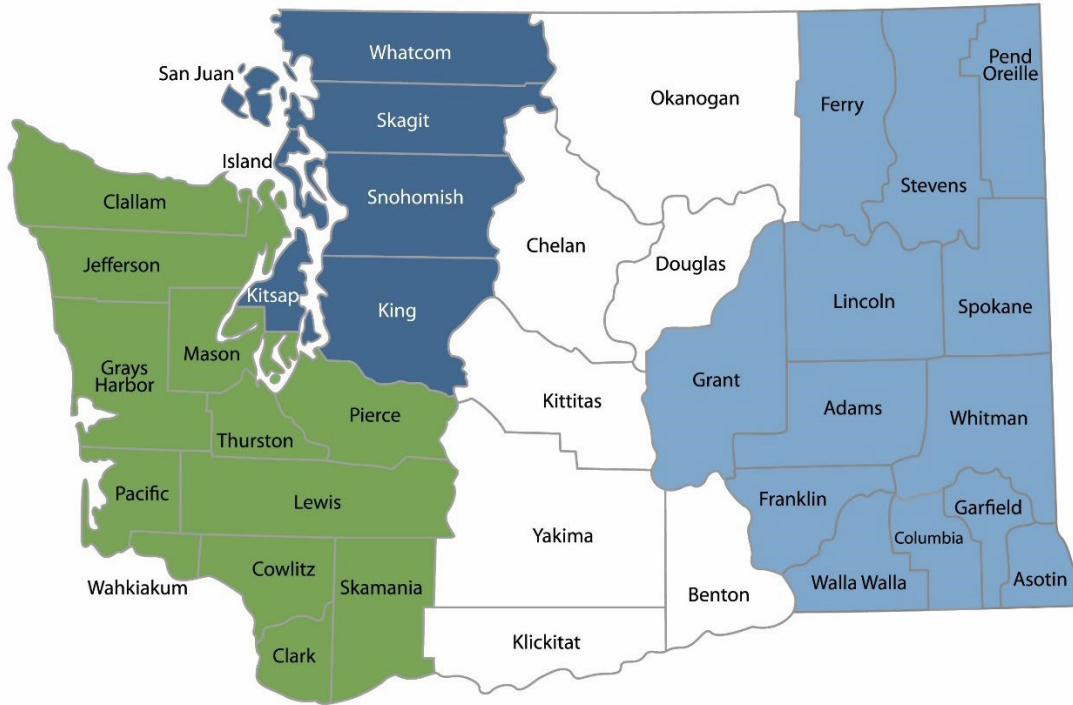 Whatcom
San Juan
Pend
Oreille
Okanogan
Ferry
Skagit
Island
Stevens
Clallam
Snohomish
Chelan
Jefferson
Douglas
Kitsap
Lincoln
Spokane
King
Mason
Grays
Harbor
Grant
Kittitas
Adams
Pierce
Whitman
Thurston
Pacific
Franklin
Lewis
Garfield
Yakima
Columbia
Cowlitz
Wahkiakum
Skamania
Walla Walla
Asotin
Benton
Klickitat
Clark